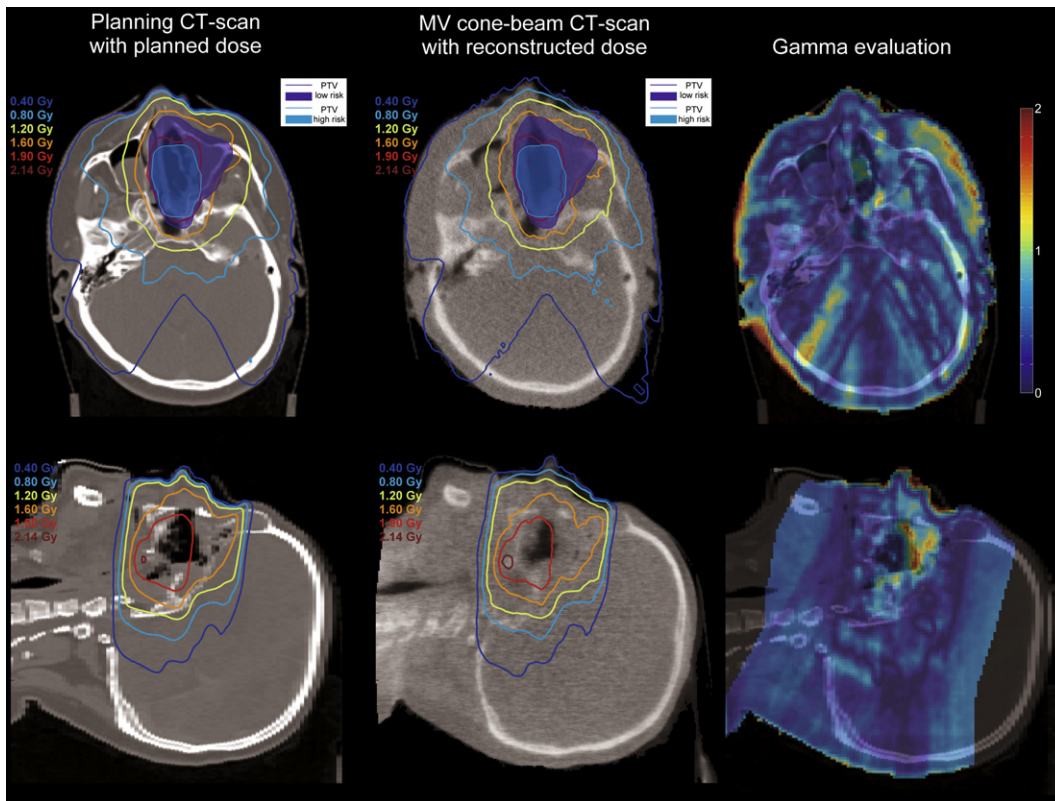 Planning CT-scan
with planned dose
MV cone-beam CT-scan
with reconstructed dose
Gamma evaluation
0.40 Gy
0.80 Gy
1.20 Gy
1.60 Gy
1.90 Gy
2.14 Gy
PTV
low risk
PTV
high risk
0.40 Gy
0.80 Gy
1.20 Gy
1.60 Gy
1.90 Gy
2.14 Gy
PTV
low risk
PTV
high risk
2
1
0
0.40 Gy
0.80 Gy
1.20 Gy
1.60 Gy
1.90 Gy
2.14 Gy
0.40 Gy
0.80 Gy
1.20 Gy
1.60 Gy
1.90 Gy
2.14 Gy